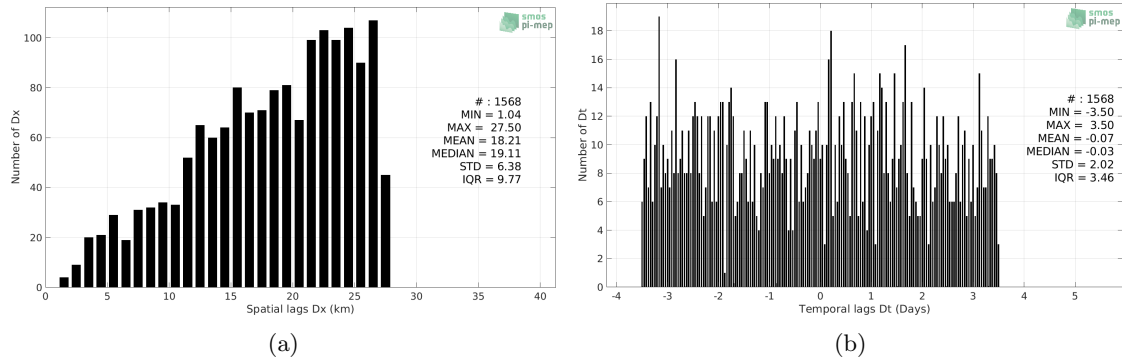 smos
pi-mep
Number of Dx
100
80
60
40
20
0
# : 1568
MIN = 1.04
MAX = 27.50
MEAN = 18.21
MEDIAN = 19.11
STD = 6.38
IQR = 9.77
0 5 10 15 20 25 30 35 40
Spatial lags Dx (km)
(a)
smos
pi-mep
Number of Dt
18
16
14
12
10
8
6
4
2
0
# : 1568
MIN = -3.50
MAX = 3.50
MEAN = -0.07
MEDIAN = -0.03
STD = 2.02
IQR = 3.46
-4 -3 -2 -1 0 1 2 3 4 5
Temporal lags Dt (Days)
(b)